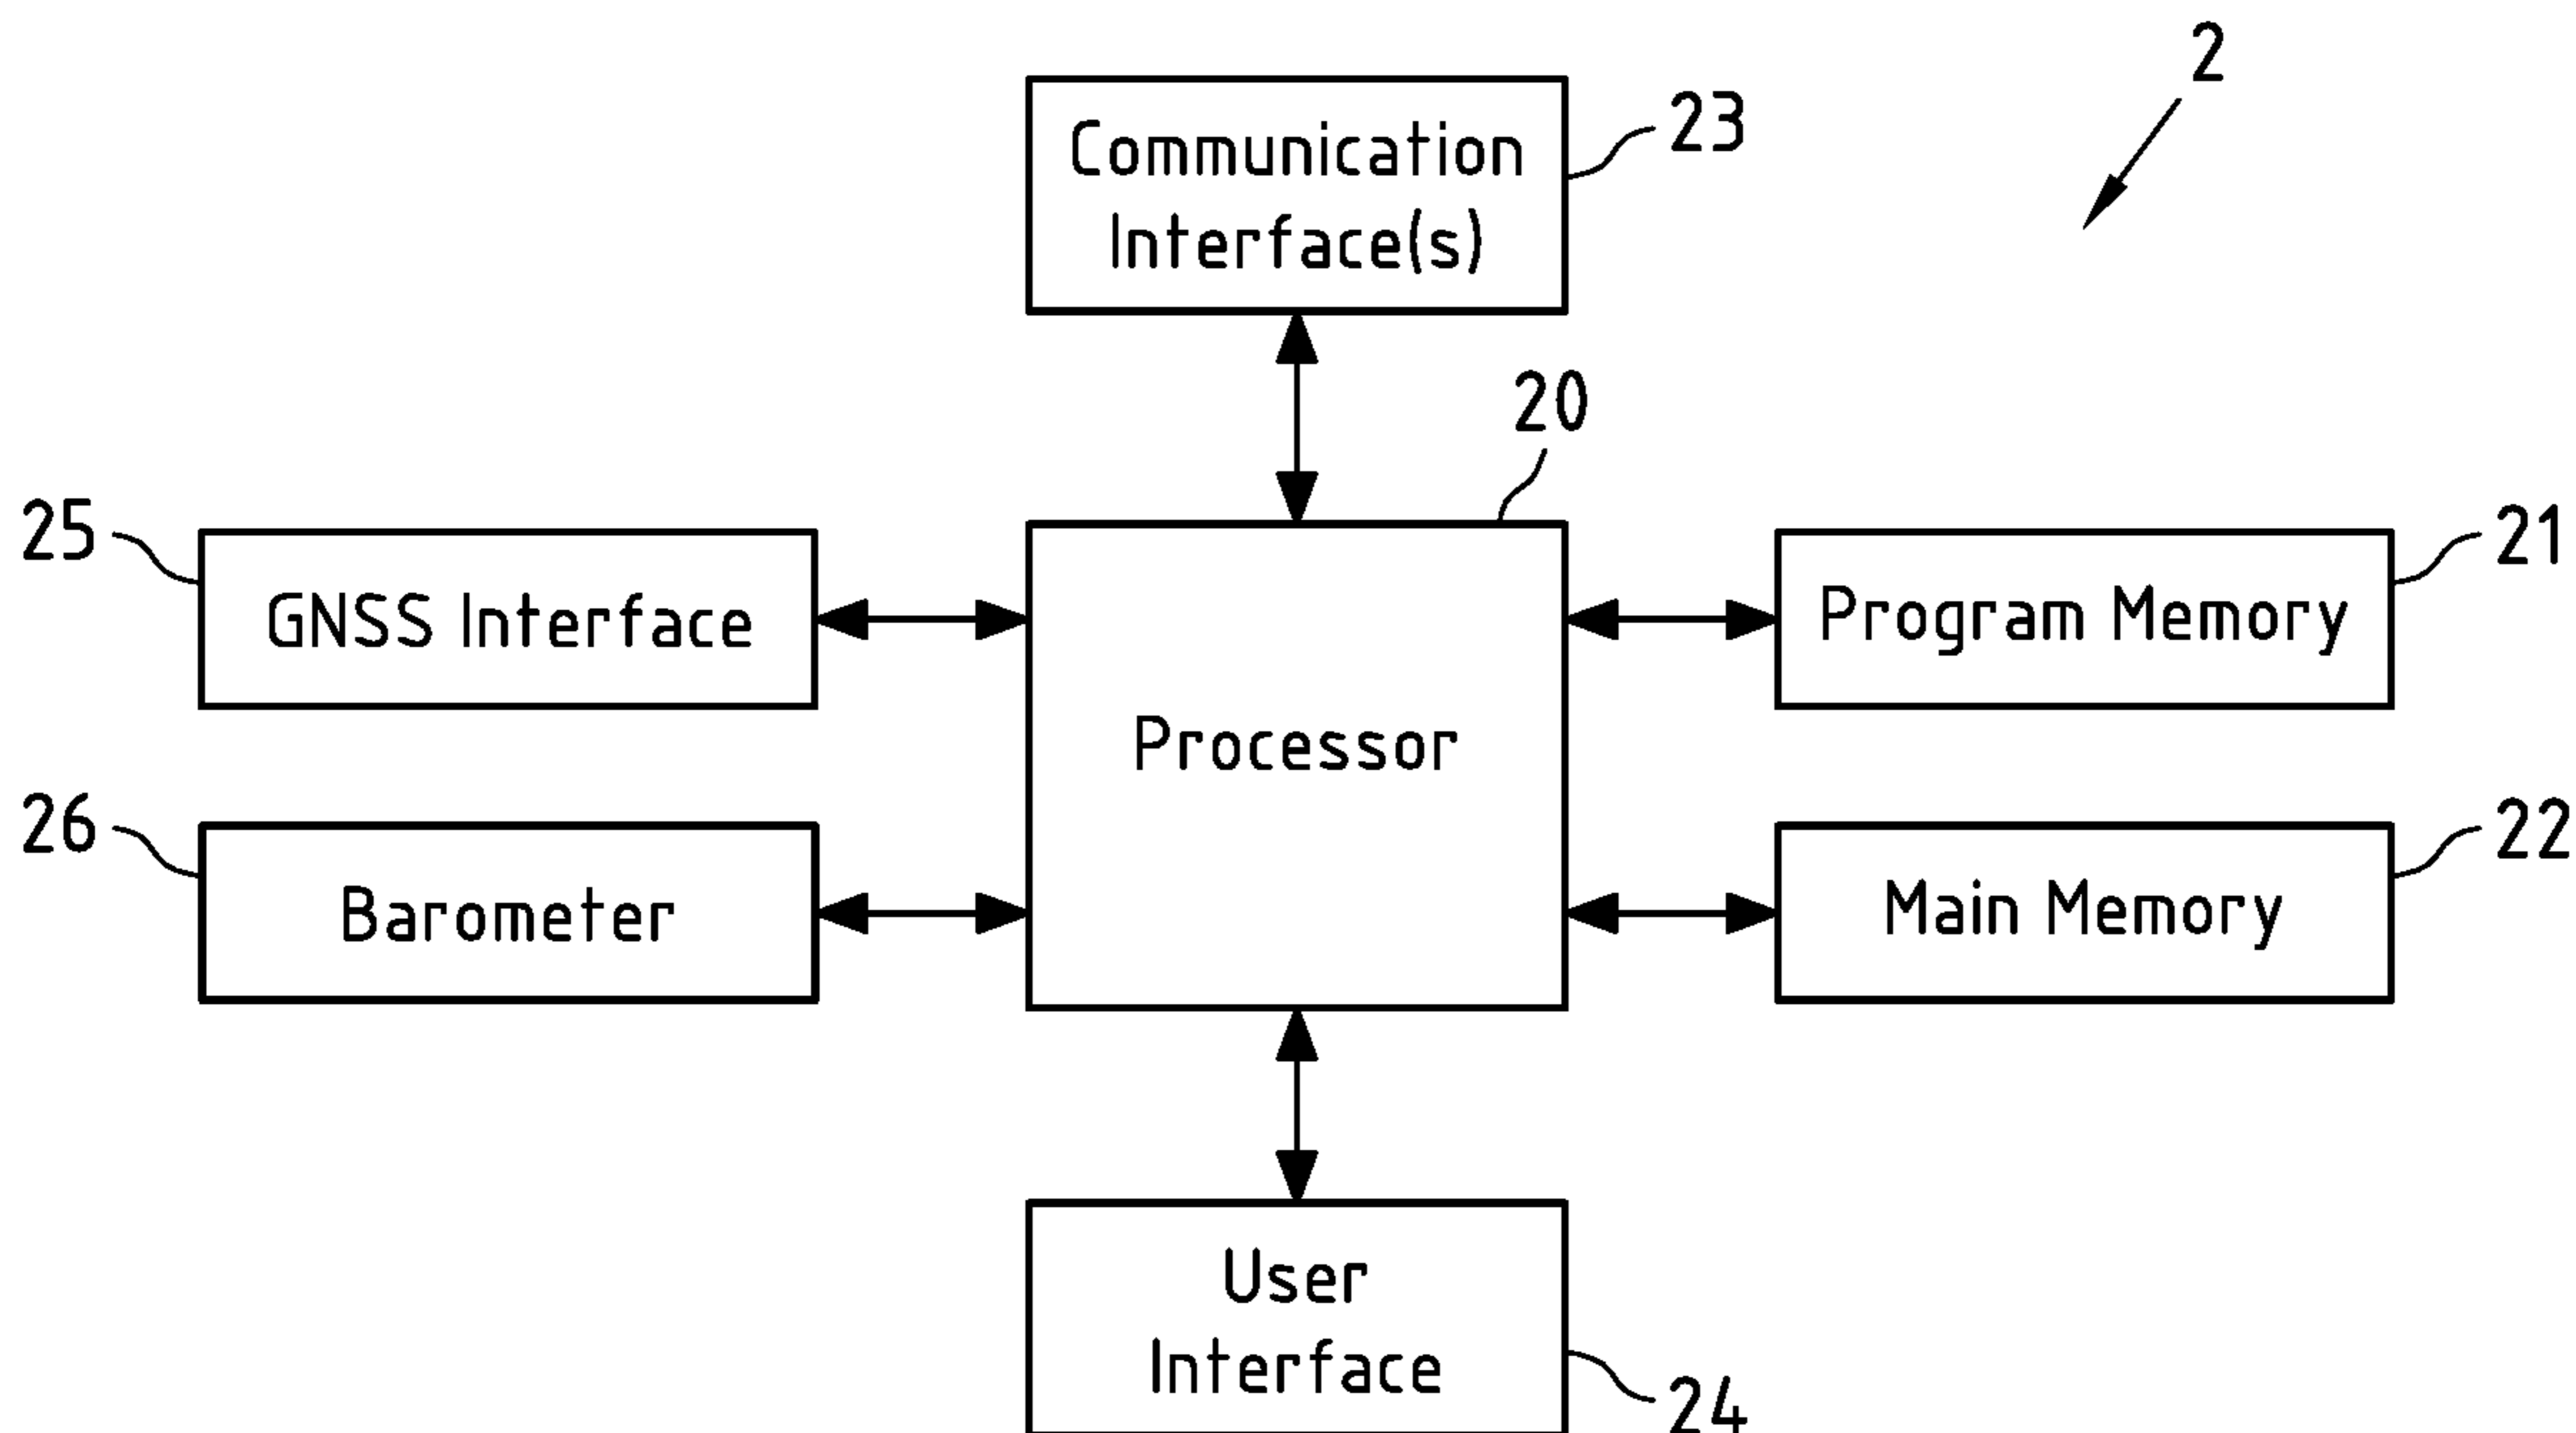 2
Communication
Interface(s)
23
20
25
GNSS Interface
Processor
Program Memory
21
26
Barometer
Main Memory
22
User
Interface
24